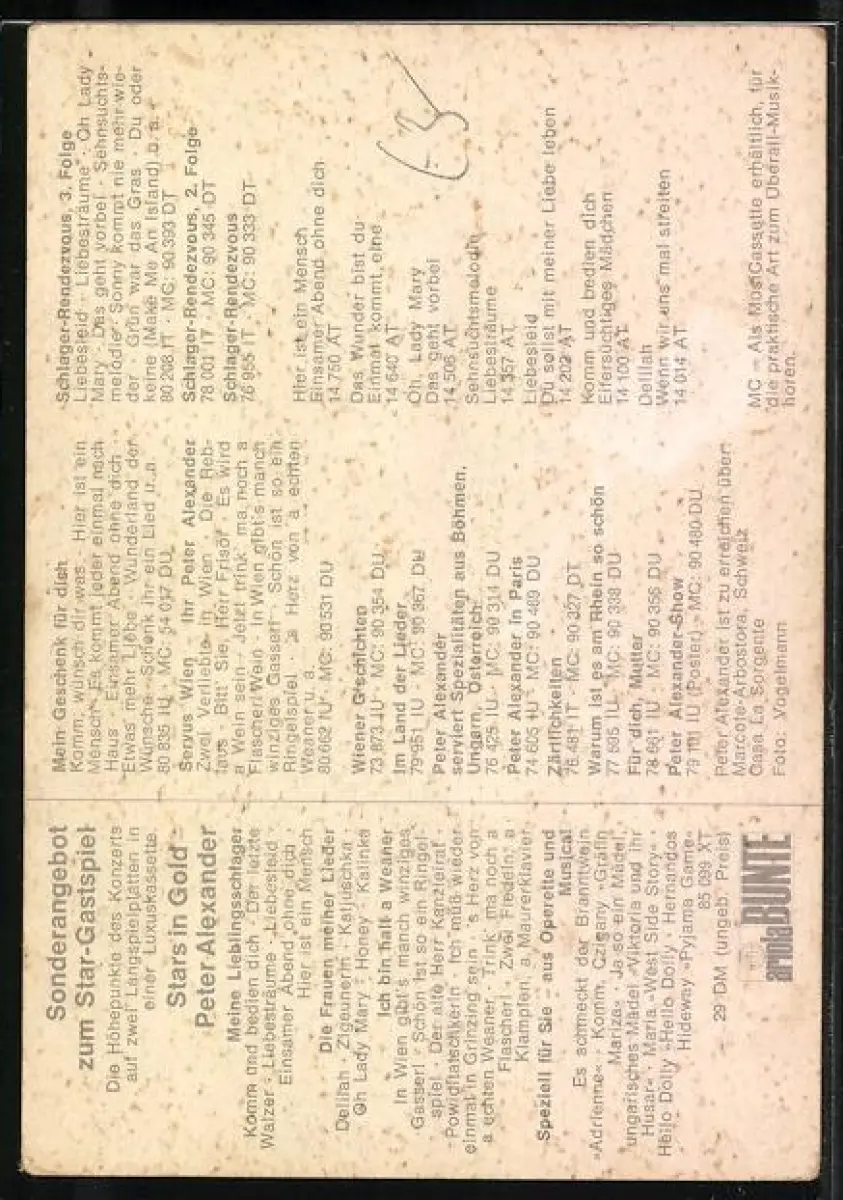 Sonderangebot
zum Star-Gastspiel
Die Höhepunkte des Konzerts
auf zwei Langspielplatten in
einer Luxuskassette.
Stars in Gold
Peter Alexander
Meine Lieblingsschlager
Komm und bedien dich · Der letzte
Walzer · Liebesträume · Liebesleid ·
Einsamer Abend ohne dich ·
Hier ist ein Mensch
Die Frauen meiner Lieder
Delilah · Zigeunerin · Katjuschka ·
Oh Lady Mary · Honey · Kalinka
Ich bin halt a Weaner
In Wien gibt's manch winziges
Gasserl · Schön ist so ein Ringel-
spiel · Der alte Herr Kanzleirat ·
Powidltatschkerln · Ich muß wieder
einmal in Grinzing sein · 's Herz von
a echten Weaner · Trink' ma noch a
Flascherl · Zwei Fiedeln, a
Klampfen, a Maurerklavier
Speziell für Sie – aus Operette und
Musical
Es schmeckt der Branntwein
»Adrienne« · Komm, Czigany »Gräfin
Mariza« · Ja so ein Mädel,
ungarisches Mädel »Viktoria und ihr
Husar« · Maria »West Side Story« ·
Hello Dolly »Hello Dolly · Hernandos
Hideway »Pyjama Game«
85 099 XT
29 DM (ungeb. Preis)
ariola BUNTE
Mein Geschenk für dich
Komm, wünsch dir was · Hier ist ein
Mensch · Es kommt jeder einmal nach
Haus · Einsamer Abend ohne dich ·
Etwas mehr Liebe · Wunderland der
Wünsche · Schenk ihr ein Lied u. a.
80 835 IU · MC: 54 017 DU
Servus Wien · Ihr Peter Alexander
Zwei Verliebte in Wien · Die Reb-
laus · Bitt' Sie, Herr Frisör · Es wird
a Wein sein · Jetzt trink' ma noch a
Flascherl Wein · In Wien gibt's manch
winziges Gasserl · Schön ist so ein
Ringelspiel · 's Herz von a echten
Weaner u. a.
80 662 IU · MC: 90 531 DU
Wiener G'schichten
73 873 IU · MC: 90 354 DU
Im Land der Lieder
79 951 IU · MC: 90 367 DU
Peter Alexander
serviert Spezialitäten aus Böhmen,
Ungarn, Österreich
76 425 IU · MC: 90 314 DU
Peter Alexander in Paris
74 605 IU · MC: 90 489 DU
Zärtlichkeiten
76 481 IT · MC: 90 327 DT
Warum ist es am Rhein so schön
77 595 IU · MC: 90 338 DU
Für dich, Mutter
78 661 IU · MC: 90 356 DU
Peter Alexander-Show
79 101 IU (Poster) · MC: 90 480 DU
Peter Alexander ist zu erreichen über:
Marcote-Arbostora, Schweiz
Casa La Sorgente
Foto: Vogelmann
Schlager-Rendezvous, 3. Folge
Liebesleid · Liebesträume · Oh Lady
Mary · Das geht vorbei · Sehnsuchts-
melodie · Sonny kommt nie mehr wie-
der · Grün war das Gras · Du oder
keine (Make Me An Island) u. a.
80 208 IT · MC: 90 393 DT
Schlager-Rendezvous, 2. Folge
78 001 IT · MC: 90 345 DT
Schlager-Rendezvous
76 955 IT · MC: 90 333 DT
Hier ist ein Mensch
Einsamer Abend ohne dich
14 750 AT
Das Wunder bist du
Einmal kommt eine
14 640 AT
Oh, Lady Mary
Das geht vorbei
14 506 AT
Sehnsuchtsmelodie
Liebesträume
14 357 AT
Liebesleid
Du sollst mit meiner Liebe leben
14 202 AT
Komm und bedien dich
Eifersüchtiges Mädchen
14 100 AT
Delilah
Wenn wir uns mal streiten
14 014 AT
MC = Als MusiCassette erhältlich, für
die praktische Art zum Überall-Musik-
hören.